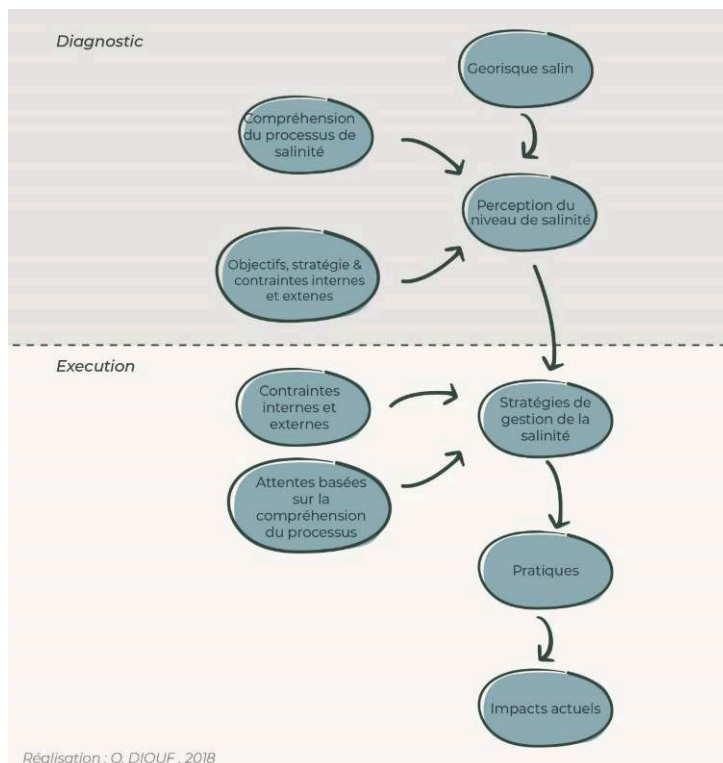 Diagnostic
Georisque salin
Compréhension
du processus de
salinité
Perception du
niveau de salinité
Objectifs, stratégie &
contraintes internes
et extenes
Execution
Contraintes
internes et
externes
Stratégies de
gestion de la
salinité
Attentes basées
sur la
compréhension
du processus
Pratiques
Impacts actuels
Réalisation : O. DIOUF , 2018